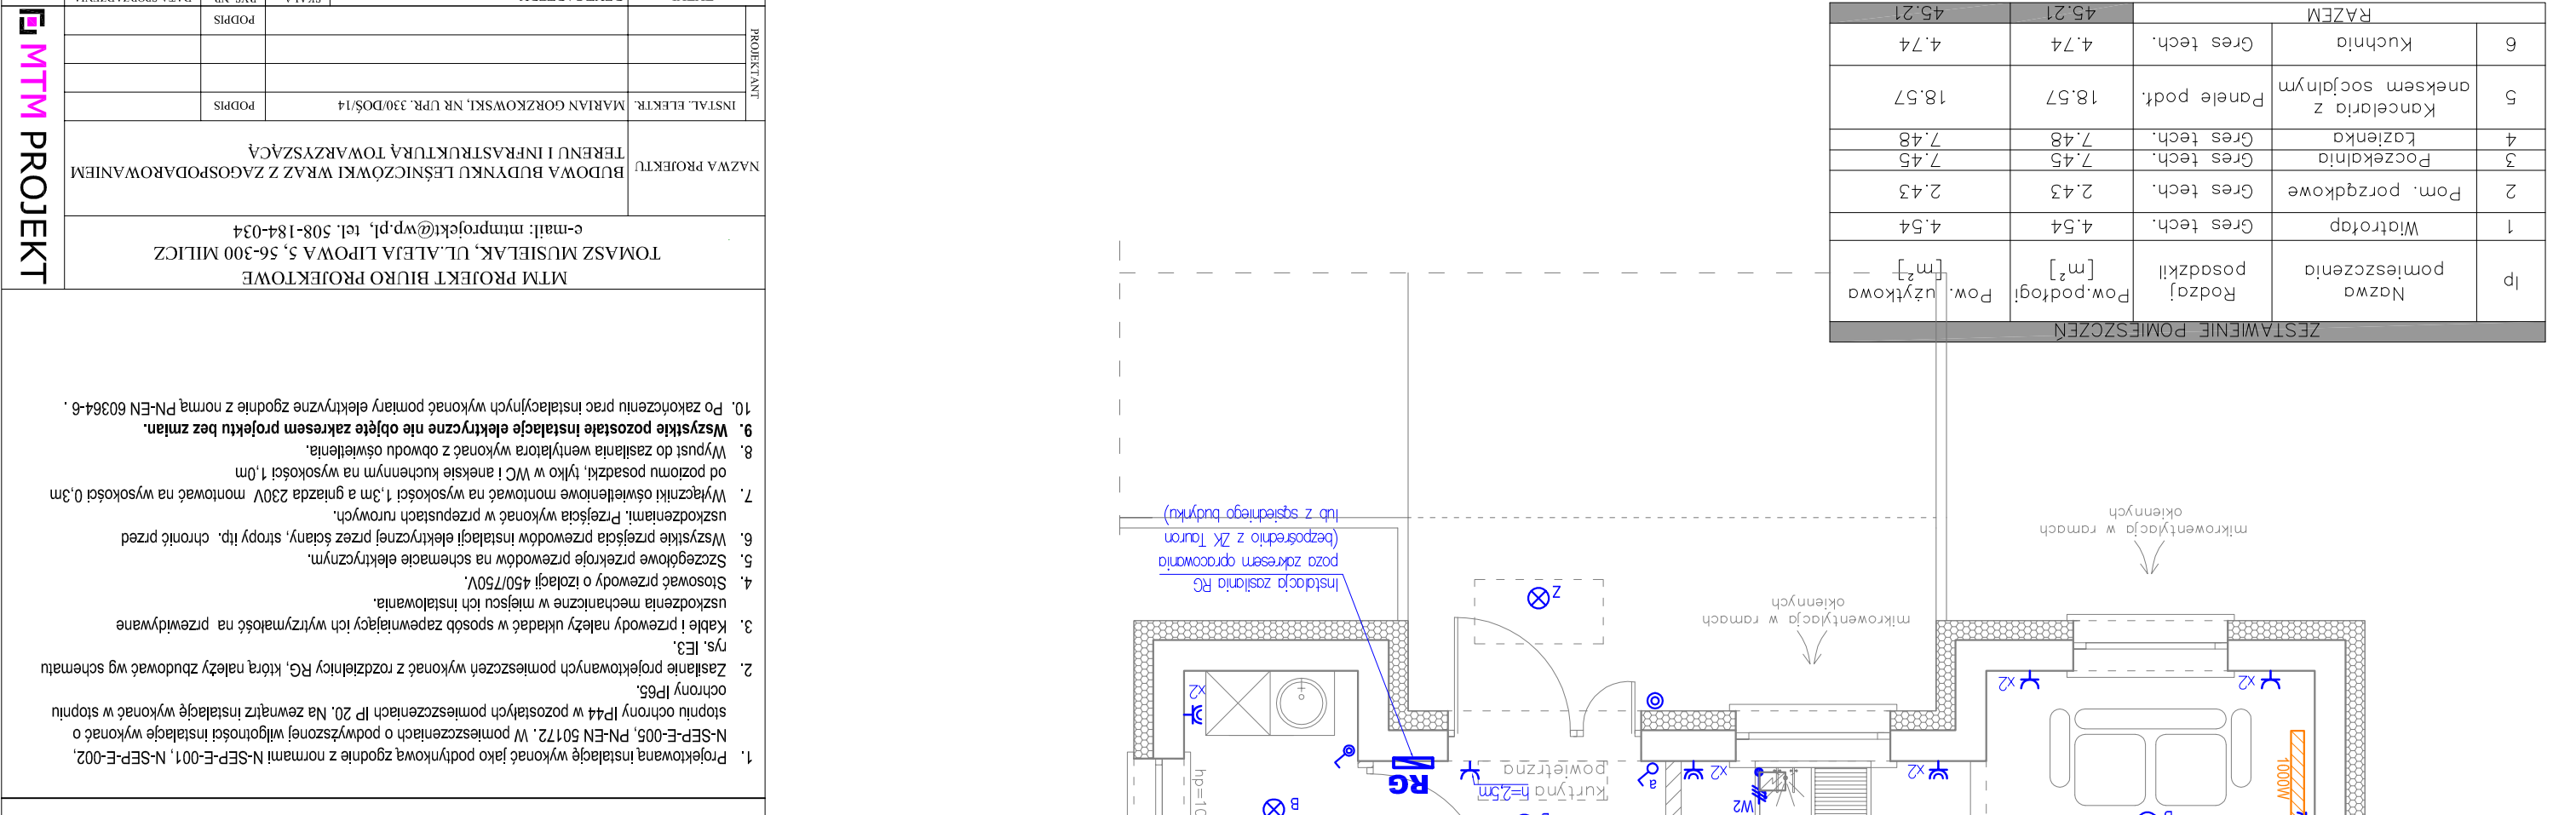 1. Projektowaną instalację wykonać jako podtynkową zgodnie z normami N-SEP-E-001, N-SEP-E-002,
N-SEP-E-005, PN-EN 50172. W pomieszczeniach o podwyższonej wilgotności instalacje wykonać o
stopniu ochrony IP44 w pozostałych pomieszczeniach IP 20. Na zewnątrz instalację wykonać w stopniu
ochrony IP65.
2. Zasilanie projektowanych pomieszczeń wykonać z rozdzielnicy RG, którą należy zbudować wg schematu
rys. IE3.
3. Kable i przewody należy układać w sposób zapewniający ich wytrzymałość na przewidywane
uszkodzenia mechaniczne w miejscu ich instalowania.
4. Stosować przewody o izolacji 450/750V.
5. Szczegółowe przekroje przewodów na schemacie elektrycznym.
6. Wszystkie przejścia przewodów instalacji elektrycznej przez ściany, stropy itp. chronić przed
uszkodzeniami. Przejścia wykonać w przepustach rurowych.
7. Wyłączniki oświetleniowe montować na wysokości 1,3m a gniazda 230V montować na wysokości 0,3m
od poziomu posadzki, tylko w WC i aneksie kuchennym na wysokości 1,0m
8. Wypust do zasilania wentylatora wykonać z obwodu oświetlenia.
9. Wszystkie pozostałe instalacje elektryczne nie objęte zakresem projektu bez zmian.
10. Po zakończeniu prac instalacyjnych wykonać pomiary elektryczne zgodnie z normą PN-EN 60364-6 .
MTM PROJEKT BIURO PROJEKTOWE
TOMASZ MUSIELAK, UL.ALEJA LIPOWA 5, 56-300 MILICZ
e-mail: mtmprojekt@wp.pl, tel. 508-184-034
MTM PROJEKT
NAZWA PROJEKTU
BUDOWA BUDYNKU LEŚNICZÓWKI WRAZ Z ZAGOSPODAROWANIEM
TERENU I INFRASTRUKTURĄ TOWARZYSZĄCĄ
PROJEKTANT
INSTAL. ELEKTR. MARIAN GORZKOWSKI, NR UPR. 330/DOŚ/14 PODPIS
PODPIS
ZESTAWIENIE POMIESZCZEŃ
lp Nazwa pomieszczenia Rodzaj posadzkil Pow.podłogi [m²] Pow. użytkowa [m²]
1 Wiatrołap Gres tech. 4.54 4.54
2 Pom. porządkowe Gres tech. 2.43 2.43
3 Poczekalnia Gres tech. 7.45 7.45
4 Łazienka Gres tech. 7.48 7.48
5 Kancelaria z aneksem socjalnym Panele podł. 18.57 18.57
6 Kuchnia Gres tech. 4.74 4.74
RAZEM 45.21 45.21
Instalacja zasilania RG
poza zakresem opracowania
(bezpośrednio z ZK Tauron
lub z sąsiedniego budynku)
mikrowentylacja w ramach
okiennych
mikrowentylacja w ramach
okiennych
Z
x2
x2
x2
x2
x2
RG
B
a
h=2,5m
kurtyna
powietrzna
W2
1000W
hp=10